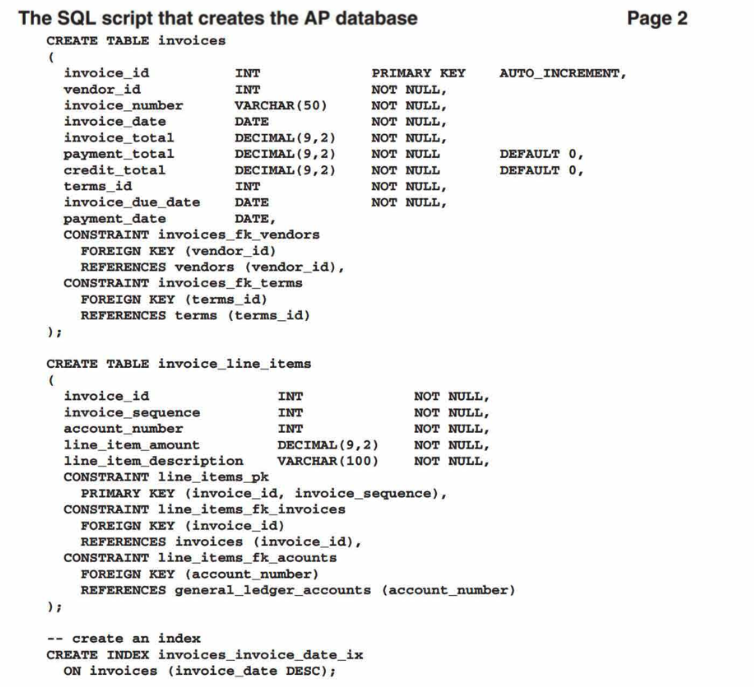 The SQL script that creates the AP database Page 2
CREATE TABLE invoices
(
invoice_id INT PRIMARY KEY AUTO_INCREMENT,
vendor_id INT NOT NULL,
invoice_number VARCHAR(50) NOT NULL,
invoice_date DATE NOT NULL,
invoice_total DECIMAL(9,2) NOT NULL,
payment_total DECIMAL(9,2) NOT NULL DEFAULT 0,
credit_total DECIMAL(9,2) NOT NULL DEFAULT 0,
terms_id INT NOT NULL,
invoice_due_date DATE NOT NULL,
payment_date DATE,
CONSTRAINT invoices_fk_vendors
FOREIGN KEY (vendor_id)
REFERENCES vendors (vendor_id),
CONSTRAINT invoices_fk_terms
FOREIGN KEY (terms_id)
REFERENCES terms (terms_id)
);
CREATE TABLE invoice_line_items
(
invoice_id INT NOT NULL,
invoice_sequence INT NOT NULL,
account_number INT NOT NULL,
line_item_amount DECIMAL(9,2) NOT NULL,
line_item_description VARCHAR(100) NOT NULL,
CONSTRAINT line_items_pk
PRIMARY KEY (invoice_id, invoice_sequence),
CONSTRAINT line_items_fk_invoices
FOREIGN KEY (invoice_id)
REFERENCES invoices (invoice_id),
CONSTRAINT line_items_fk_acounts
FOREIGN KEY (account_number)
REFERENCES general_ledger_accounts (account_number)
);
-- create an index
CREATE INDEX invoices_invoice_date_ix
ON invoices (invoice_date DESC);